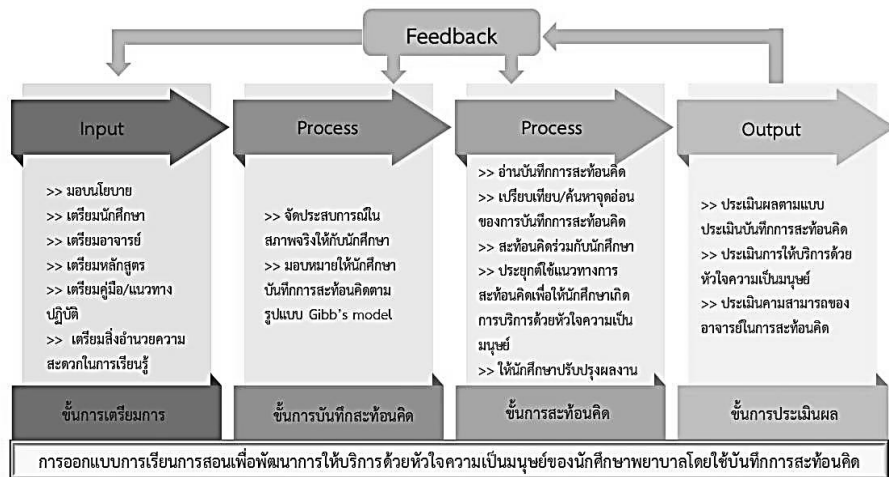 Feedback
Input
>> มอบนโยบาย
>> เตรียมนักศึกษา
>> เตรียมอาจารย์
>> เตรียมหลักสูตร
>> เตรียมคู่มือ/แนวทาง
ปฏิบัติ
>> เตรียมสิ่งอำนวยความ
สะดวกในการเรียนรู้
ขั้นการเตรียมการ
Process
>> จัดประสบการณ์ใน
สภาพจริงให้กับนักศึกษา
>> มอบหมายให้นักศึกษา
บันทึกการสะท้อนคิดตาม
รูปแบบ Gibb's model
ขั้นการบันทึกสะท้อนคิด
Process
>> อ่านบันทึกการสะท้อนคิด
>> เปรียบเทียบ/ค้นหาจุดอ่อน
ของการบันทึกการสะท้อนคิด
>> สะท้อนคิดร่วมกับนักศึกษา
>> ประยุกต์ใช้แนวทางการ
สะท้อนคิดเพื่อให้นักศึกษาเกิด
การบริการด้วยหัวใจความเป็น
มนุษย์
>> ให้นักศึกษาปรับปรุงผลงาน
ขั้นการสะท้อนคิด
Output
>> ประเมินผลตามแบบ
ประเมินบันทึกการสะท้อนคิด
>> ประเมินการให้บริการด้วย
หัวใจความเป็นมนุษย์
>> ประเมินคามสามารถของ
อาจารย์ในการสะท้อนคิด
ขั้นการประเมินผล
การออกแบบการเรียนการสอนเพื่อพัฒนาการให้บริการด้วยหัวใจความเป็นมนุษย์ของนักศึกษาพยาบาลโดยใช้บันทึกการสะท้อนคิด